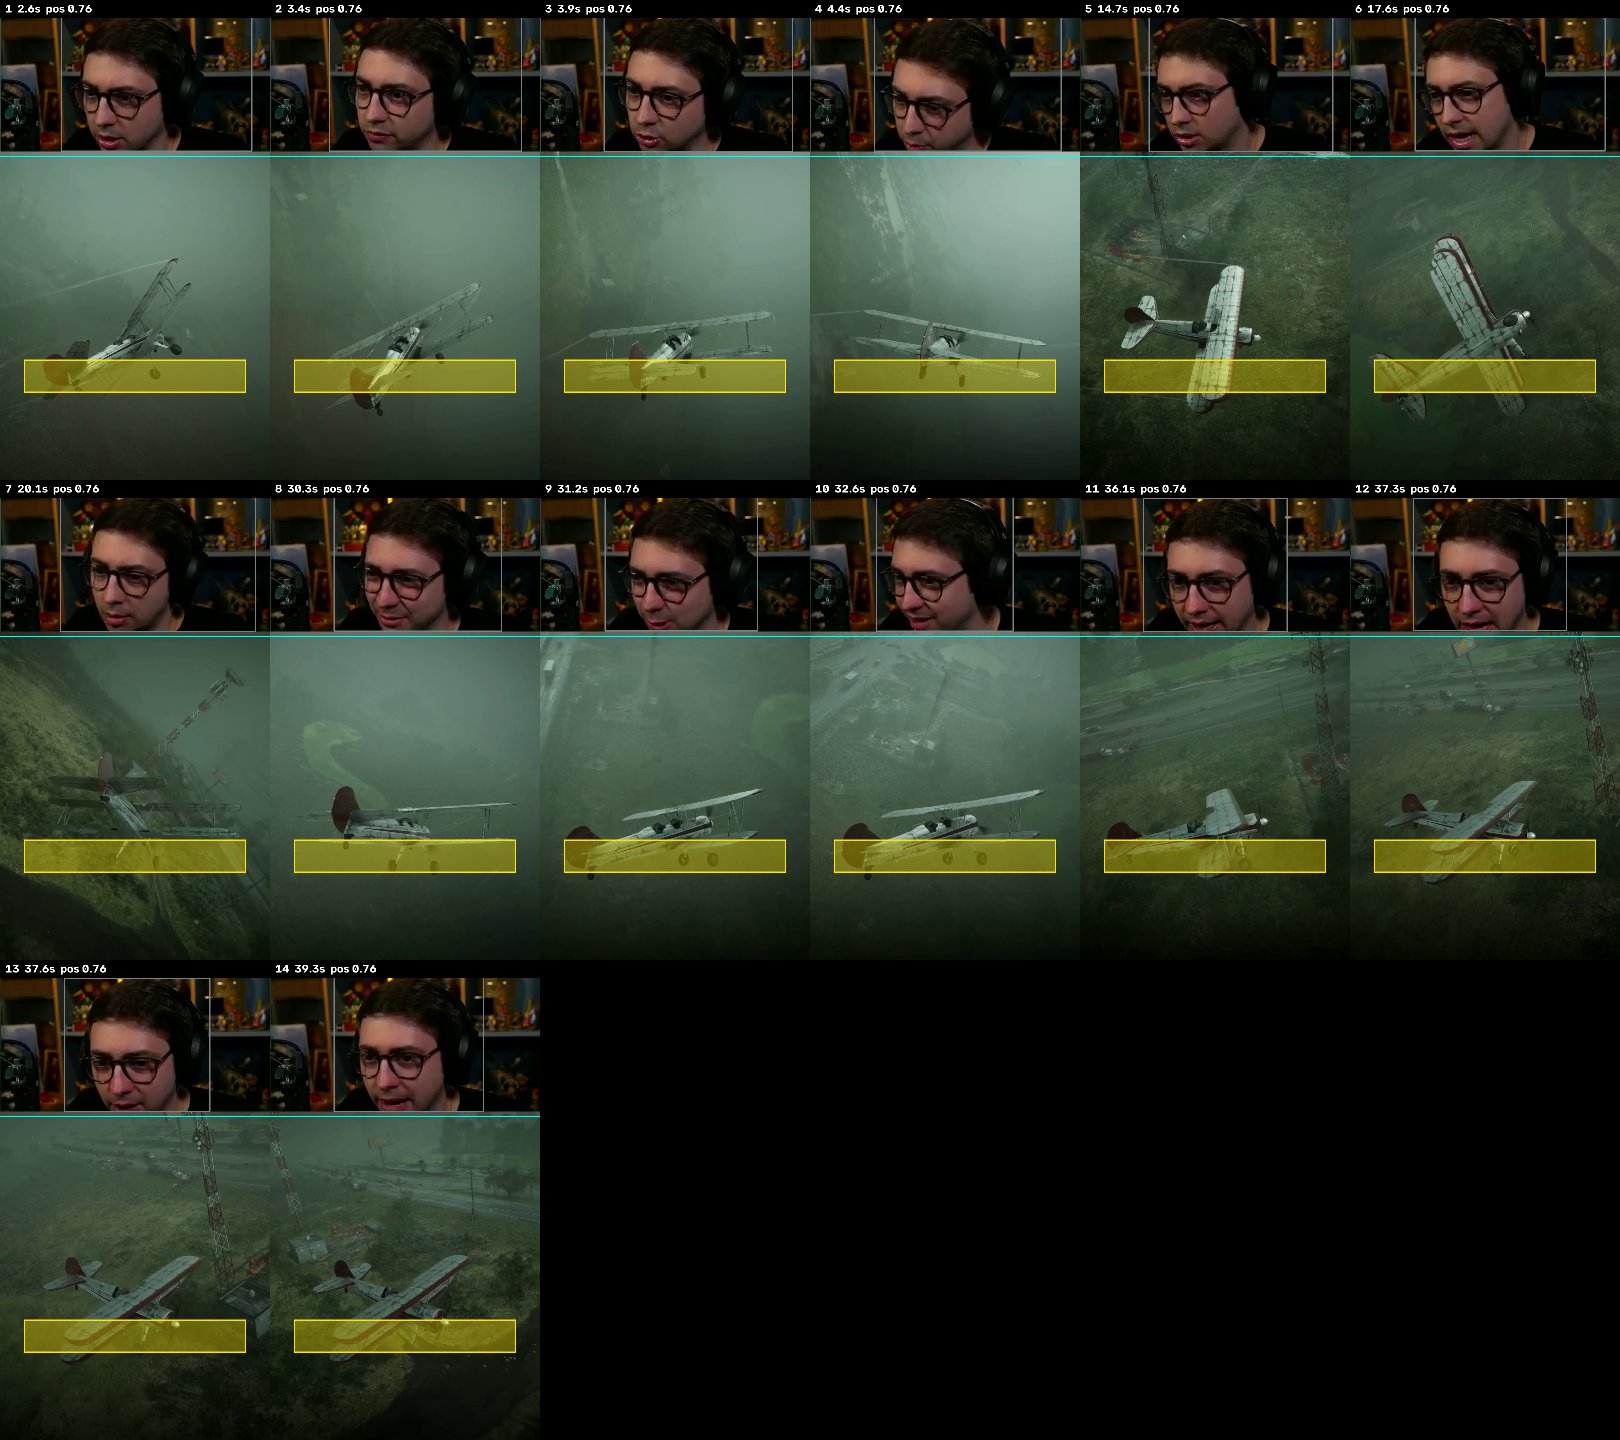 1 2.6s pos 0.76
2 3.4s pos 0.76
3 3.9s pos 0.76
4 4.4s pos 0.76
5 14.7s pos 0.76
6 17.6s pos 0.76
7 20.1s pos 0.76
8 30.3s pos 0.76
9 31.2s pos 0.76
10 32.6s pos 0.76
11 36.1s pos 0.76
12 37.3s pos 0.76
13 37.6s pos 0.76
14 39.3s pos 0.76